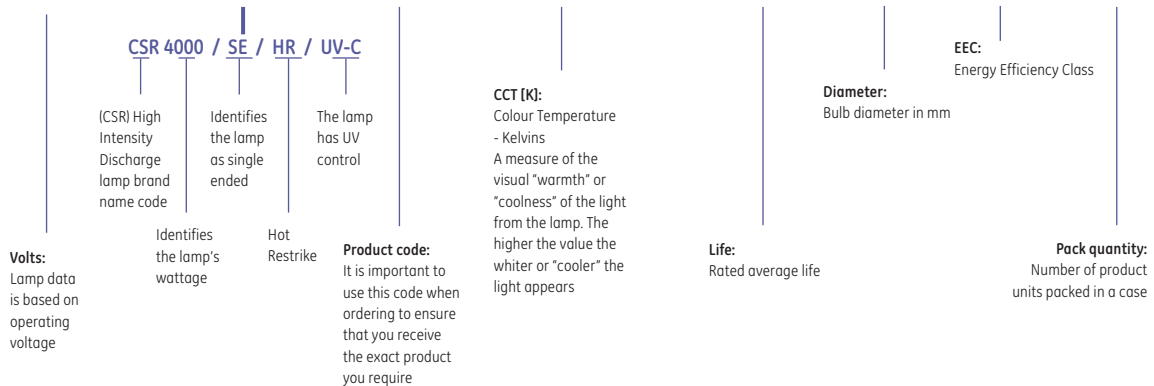 CSR 4000 / SE / HR / UV-C
(CSR) High
Intensity
Discharge
lamp brand
name code
Identifies
the lamp
as single
ended
The lamp
has UV
control
Identifies
the lamp's
wattage
Hot
Restrike
Volts:
Lamp data
is based on
operating
voltage
Product code:
It is important to
use this code when
ordering to ensure
that you receive
the exact product
you require
CCT [K]:
Colour Temperature
- Kelvins
A measure of the
visual "warmth" or
"coolness" of the light
from the lamp. The
higher the value the
whiter or "cooler" the
light appears
Life:
Rated average life
Diameter:
Bulb diameter in mm
EEC:
Energy Efficiency Class
Pack quantity:
Number of product
units packed in a case